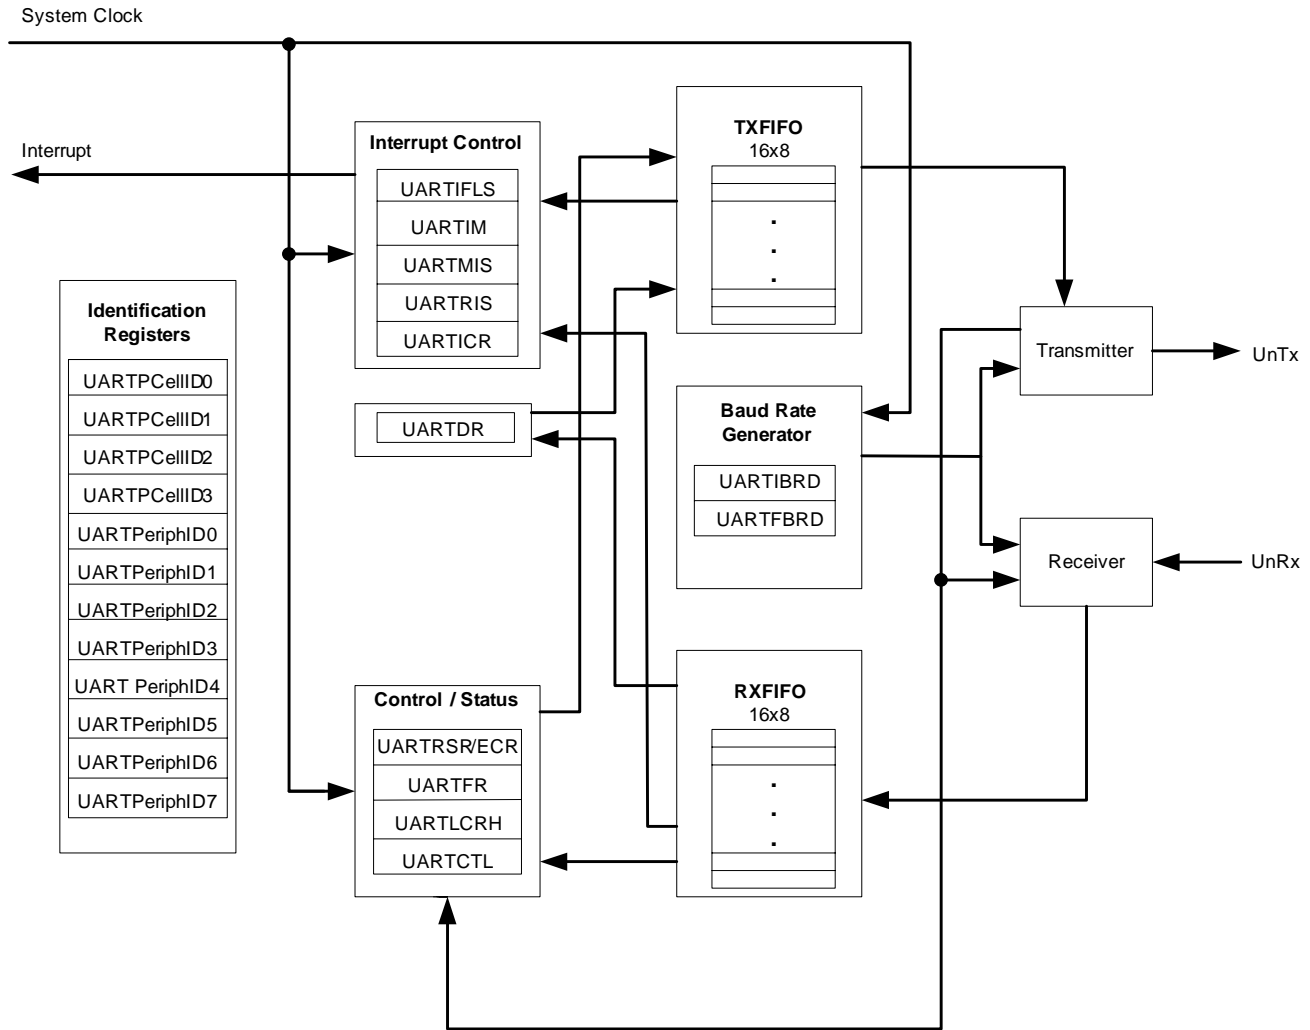 System Clock
Interrupt
Identification
Registers
UARTPCellID0
UARTPCellID1
UARTPCellID2
UARTPCellID3
UARTPeriphID0
UARTPeriphID1
UARTPeriphID2
UARTPeriphID3
UART PeriphID4
UARTPeriphID5
UARTPeriphID6
UARTPeriphID7
Interrupt Control
UARTIFLS
UARTIM
UARTMIS
UARTRIS
UARTICR
UARTDR
Control / Status
UARTRSR/ECR
UARTFR
UARTLCRH
UARTCTL
TXFIFO
16x8
.
.
.
Baud Rate
Generator
UARTIBRD
UARTFBRD
RXFIFO
16x8
.
.
.
Transmitter
UnTx
Receiver
UnRx